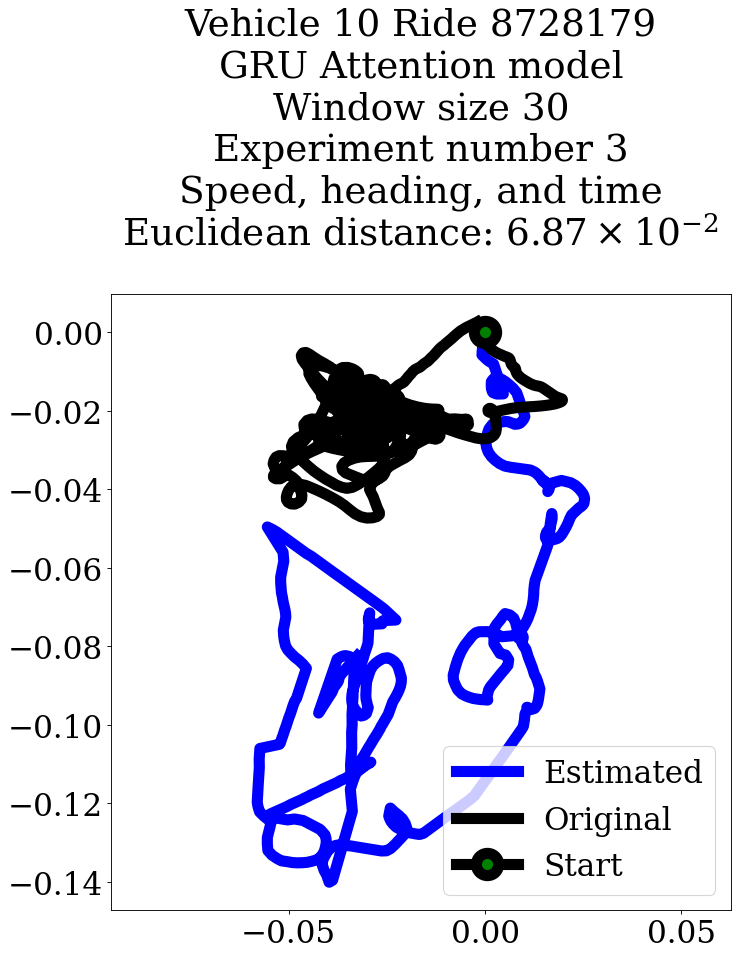 Vehicle 10 Ride 8728179
GRU Attention model
Window size 30
Experiment number 3
Speed, heading, and time
Euclidean distance: 6.87 × 10⁻²
0.00
−0.02
−0.04
−0.06
−0.08
−0.10
−0.12
−0.14
Estimated
Original
Start
−0.05 0.00 0.05